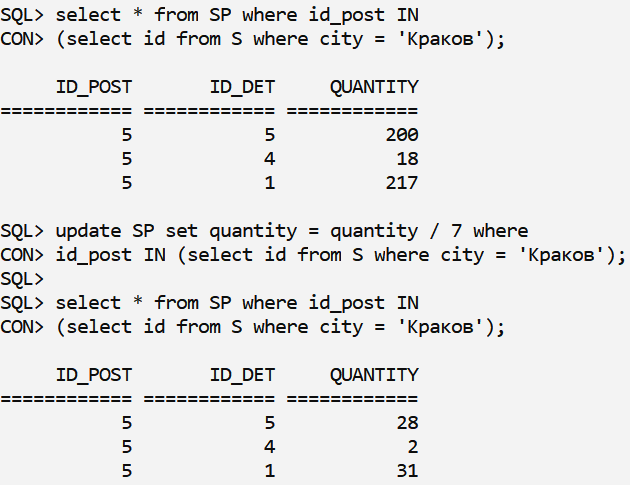 SQL> select * from SP where id_post IN
CON> (select id from S where city = 'Краков');
ID_POST ID_DET QUANTITY
============ ============ ============
5 5 200
5 4 18
5 1 217
SQL> update SP set quantity = quantity / 7 where
CON> id_post IN (select id from S where city = 'Краков');
SQL>
SQL> select * from SP where id_post IN
CON> (select id from S where city = 'Краков');
ID_POST ID_DET QUANTITY
============ ============ ============
5 5 28
5 4 2
5 1 31